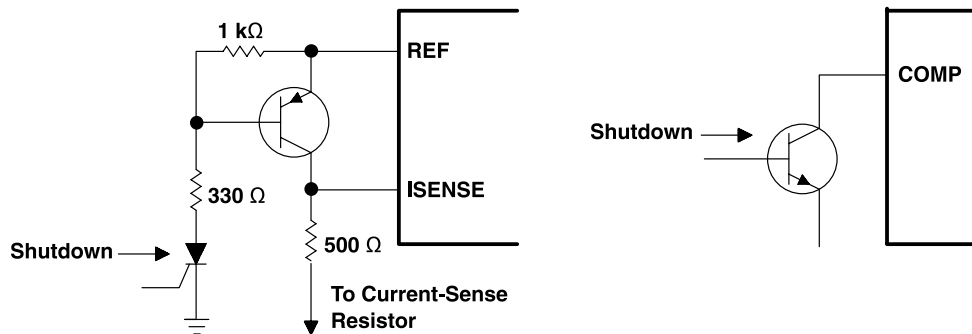 1 kΩ
REF
330 Ω
Shutdown
ISENSE
500 Ω
To Current-Sense
Resistor
Shutdown
COMP